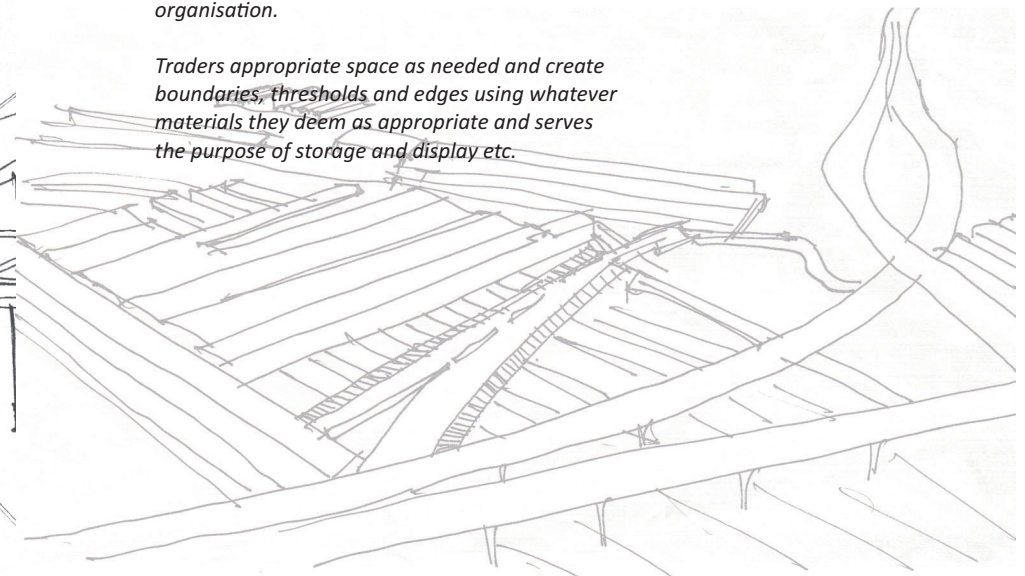 organisation.
Traders appropriate space as needed and create
boundaries, thresholds and edges using whatever
materials they deem as appropriate and serves
the purpose of storage and display etc.